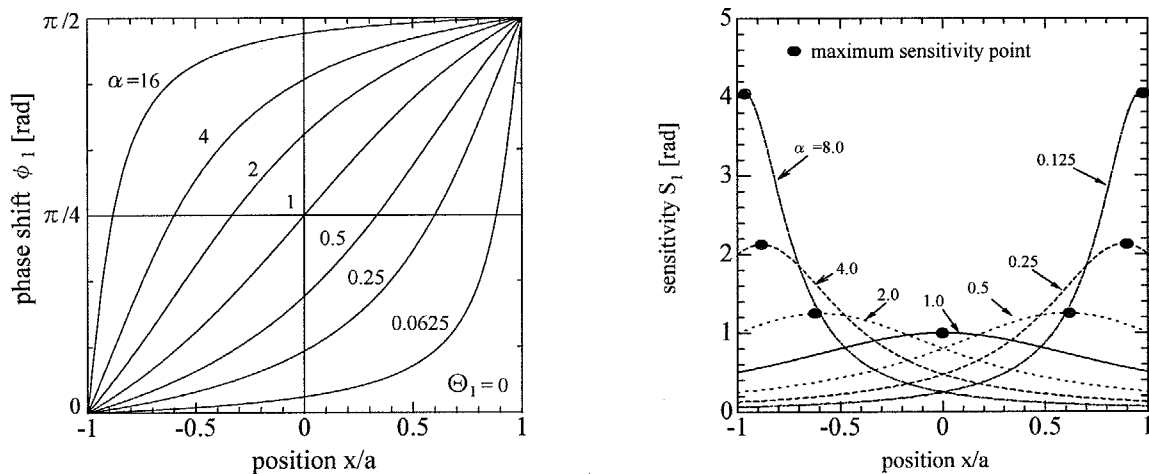 π/2
π/4
0
phase shift ϕ 1 [rad]
α=16
4
2
1
0.5
0.25
0.0625
Θ1=0
-1
-0.5
0
0.5
1
position x/a
5
4
3
2
1
0
sensitivity S1 [rad]
maximum sensitivity point
α=8.0
0.125
4.0
2.0
1.0
0.5
0.25
-1
-0.5
0
0.5
1
position x/a